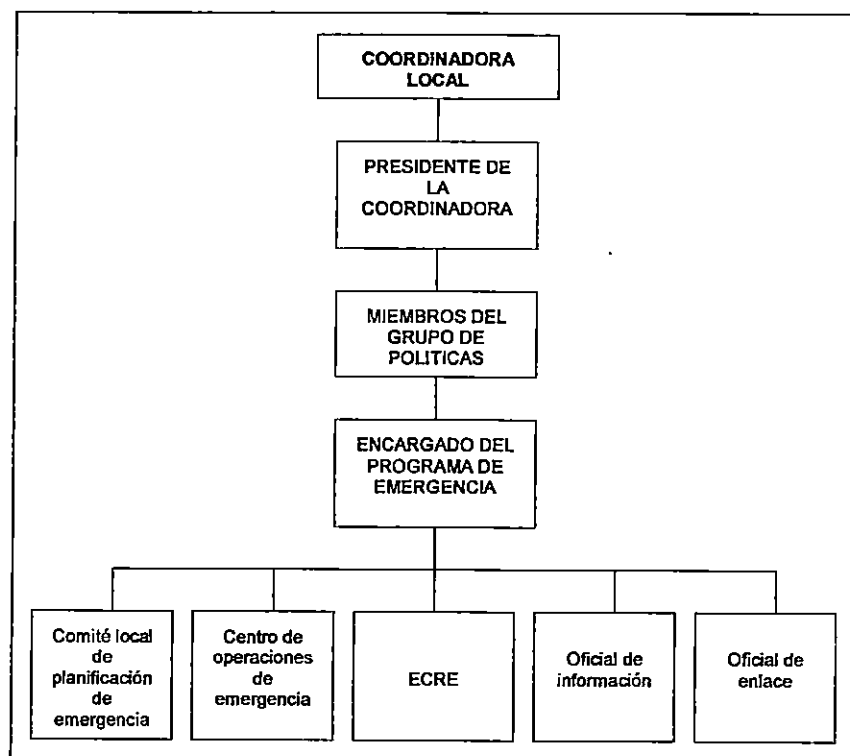 COORDINADORA
LOCAL
PRESIDENTE DE
LA
COORDINADORA
MIEMBROS DEL
GRUPO DE
POLITICAS
ENCARGADO DEL
PROGRAMA DE
EMERGENCIA
Comité local
de
planificación
de
emergencia
Centro de
operaciones
de
emergencia
ECRE
Oficial de
información
Oficial de
enlace